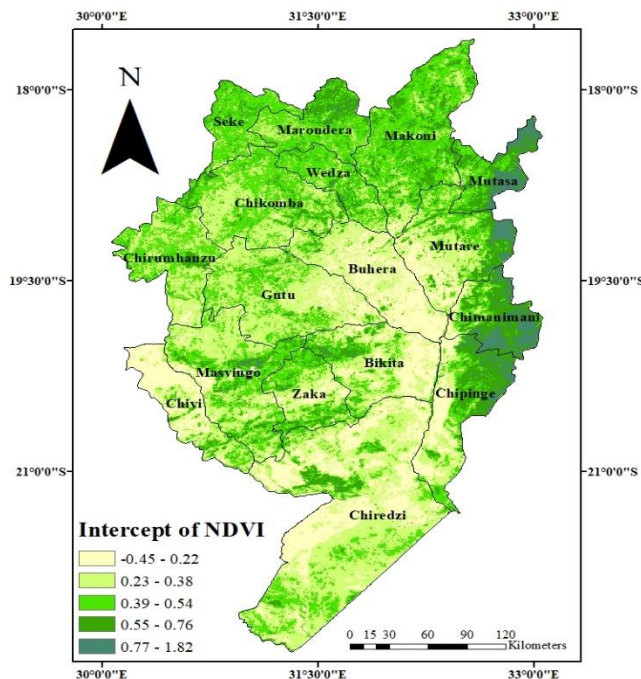 30°0'0"E 31°30'0"E 33°0'0"E
18°0'0"S 18°0'0"S
N
Seke
Maroudera
Makoni
Wedza
Mutasa
Chikomba
Mutare
Chirumhanzu
Buhera
19°30'0"S 19°30'0"S
Gutu
Chimanimani
Masvingo
Bikita
Zaka
Chivi
Chipinge
21°0'0"S 21°0'0"S
Chiredzi
Intercept of NDVI
-0.45 - 0.22
0.23 - 0.38
0.39 - 0.54
0.55 - 0.76
0.77 - 1.82
0 15 30 60 90 120
Kilometers
30°0'0"E 31°30'0"E 33°0'0"E